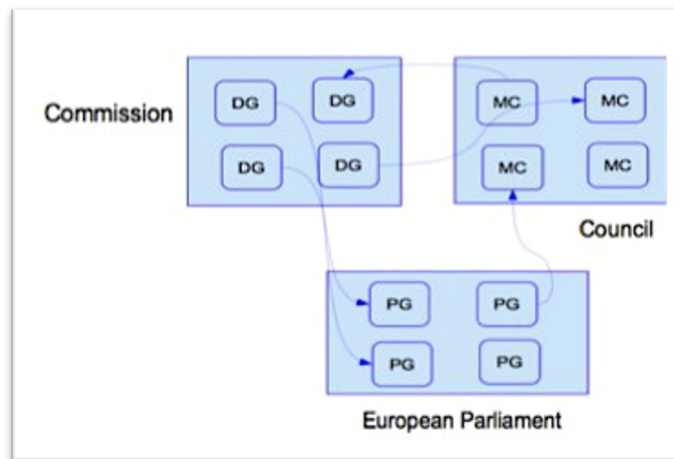 Commission
DG
DG
DG
DG
MC
MC
MC
MC
Council
PG
PG
PG
PG
European Parliament